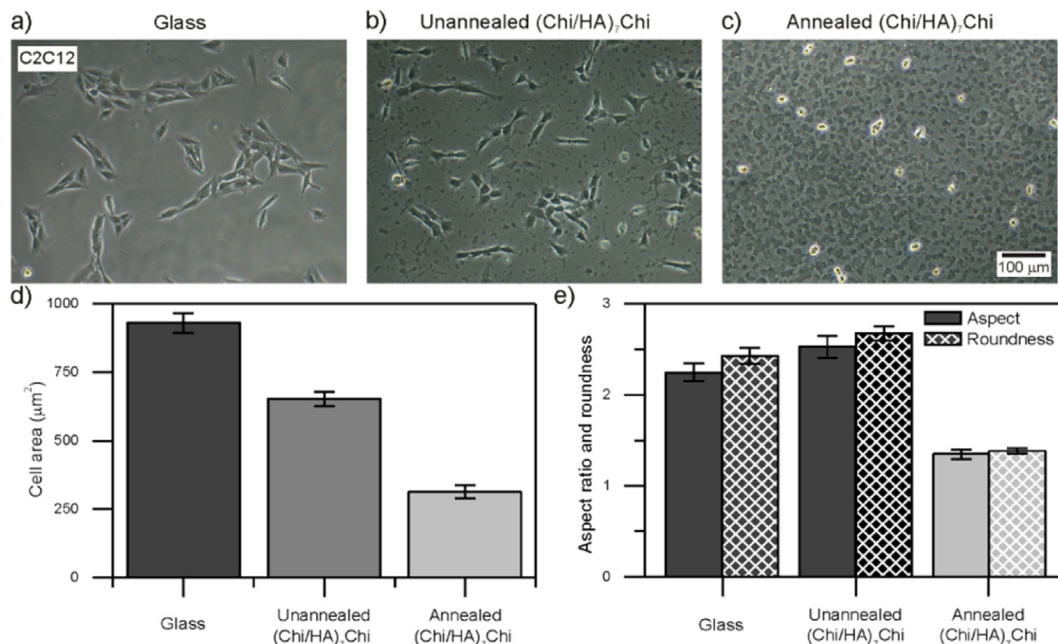 a) Glass
b) Unannealed (Chi/HA)₇Chi
c) Annealed (Chi/HA)₇Chi
C2C12
100 μm
d)
1000
750
500
250
0
Cell area (μm²)
Glass
Unannealed
(Chi/HA)₇Chi
Annealed
(Chi/HA)₇Chi
e)
3
2
1
0
Aspect ratio and roundness
Aspect
Roundness
Glass
Unannealed
(Chi/HA)₇Chi
Annealed
(Chi/HA)₇Chi